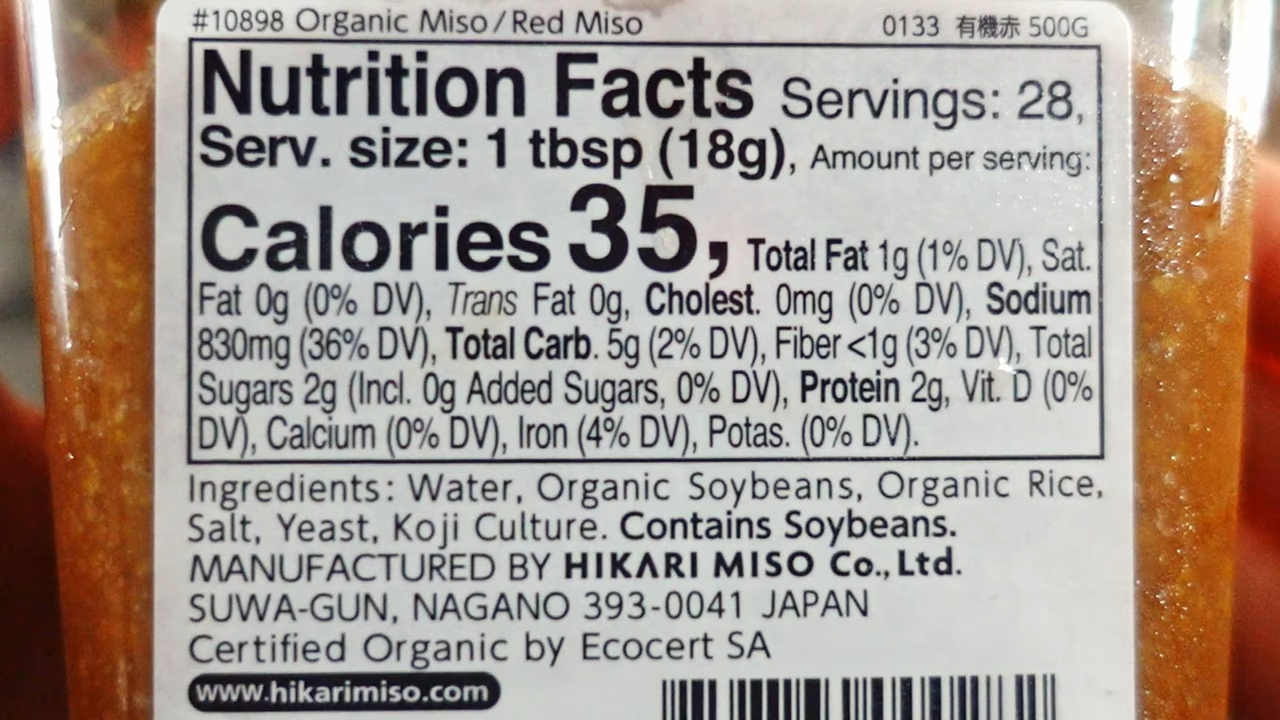 #10898 Organic Miso/Red Miso 0133 有機赤 500G
Nutrition Facts Servings: 28,
Serv. size: 1 tbsp (18g), Amount per serving:
Calories 35, Total Fat 1g (1% DV), Sat.
Fat 0g (0% DV), Trans Fat 0g, Cholest. 0mg (0% DV), Sodium
830mg (36% DV), Total Carb. 5g (2% DV), Fiber <1g (3% DV), Total
Sugars 2g (Incl. 0g Added Sugars, 0% DV), Protein 2g, Vit. D (0%
DV), Calcium (0% DV), Iron (4% DV), Potas. (0% DV).
Ingredients: Water, Organic Soybeans, Organic Rice,
Salt, Yeast, Koji Culture. Contains Soybeans.
MANUFACTURED BY HIKARI MISO Co., Ltd.
SUWA-GUN, NAGANO 393-0041 JAPAN
Certified Organic by Ecocert SA
www.hikarimiso.com